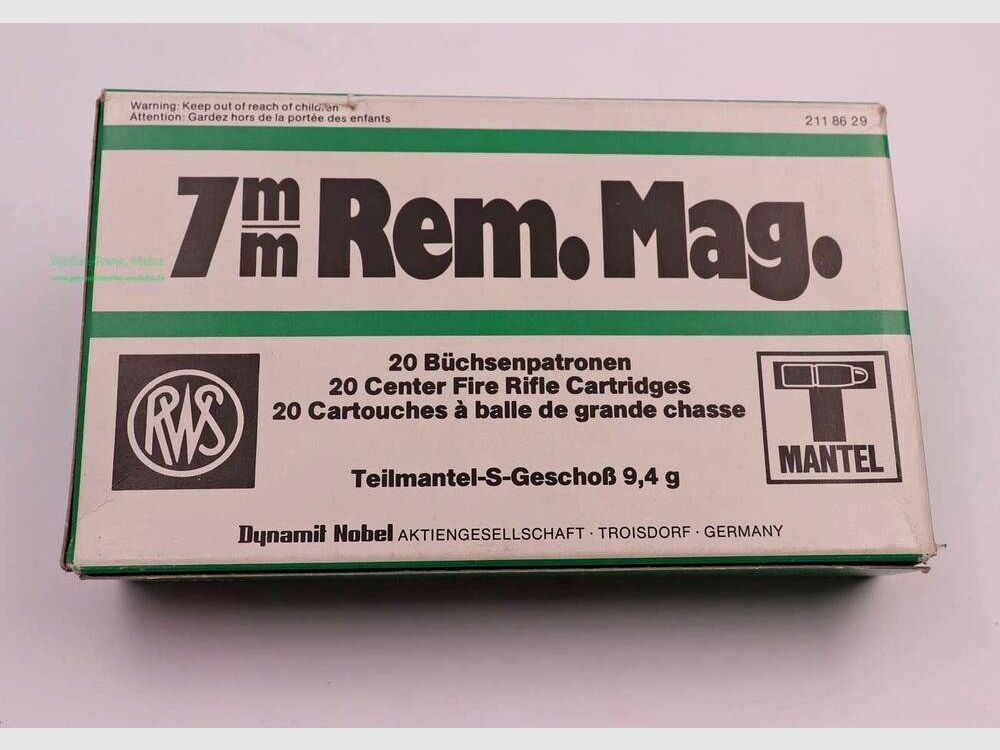 Warning: Keep out of reach of children
Attention: Gardez hors de la portée des enfants
211 86 29
7 m/m Rem. Mag.
20 Büchsenpatronen
20 Center Fire Rifle Cartridges
20 Cartouches à balle de grande chasse
RWS
T
MANTEL
Teilmantel-S-Geschoß 9,4 g
Dynamit Nobel AKTIENGESELLSCHAFT · TROISDORF · GERMANY